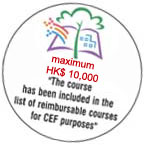 maximum
HK$ 10,000
"The course
has been included in the
list of reimbursable courses
for CEF purposes"